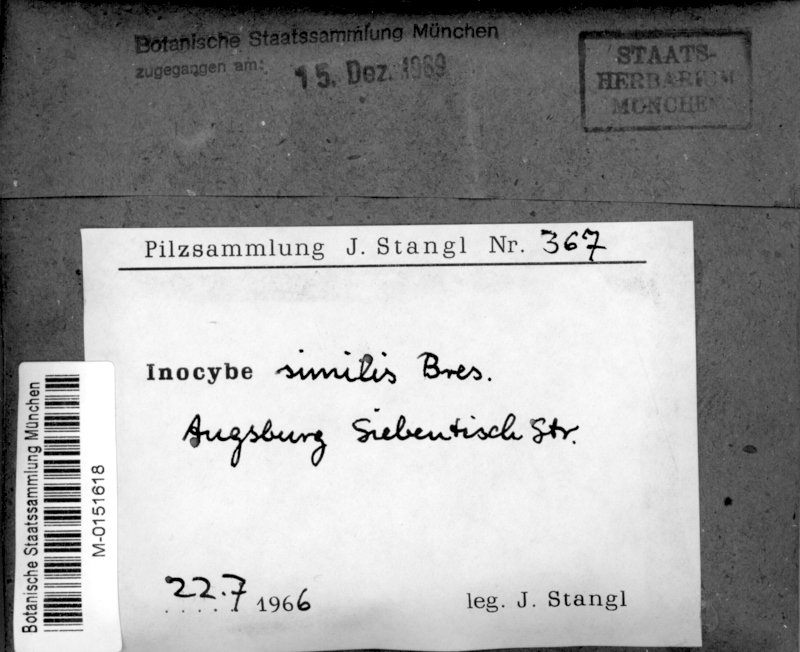 Botanische Staatssammlung München
zugegangen am:
15. Dez. 1989
STAATS-
HERBARIUM
MÜNCHEN
Pilzsammlung J. Stangl Nr. 367
Inocybe similis Bres.
Augsburg Siebentisch Str.
22.7 1966
leg. J. Stangl
Botanische Staatssammlung München
M-0151618